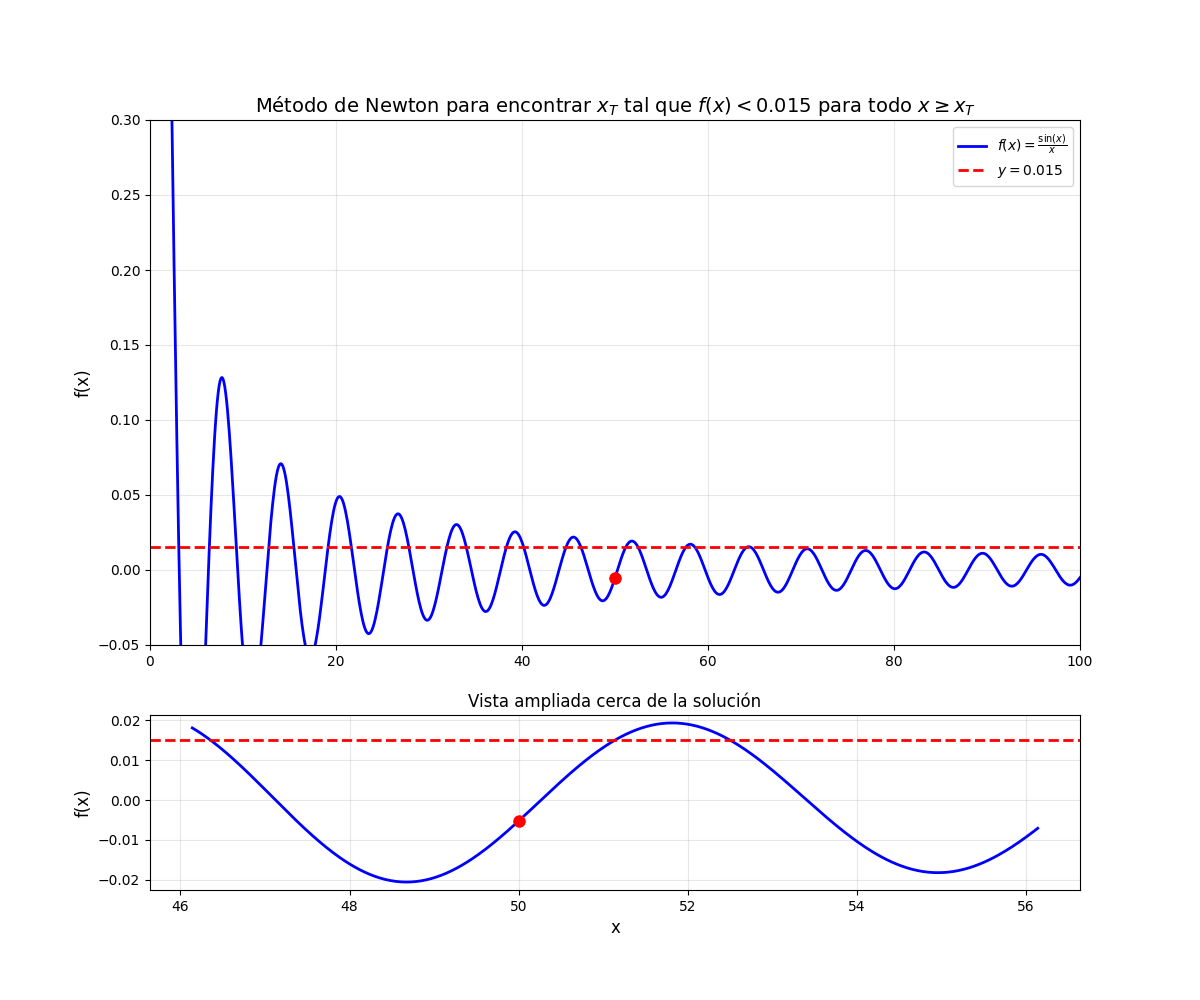 Método de Newton para encontrar $x_T$ tal que $f(x) < 0.015$ para todo $x \geq x_T$
0.30
0.25
0.20
0.15
0.10
0.05
0.00
−0.05
f(x)
$f(x) = \frac{\sin(x)}{x}$
$y = 0.015$
0 20 40 60 80 100
Vista ampliada cerca de la solución
0.02
0.01
0.00
−0.01
−0.02
f(x)
46 48 50 52 54 56
x